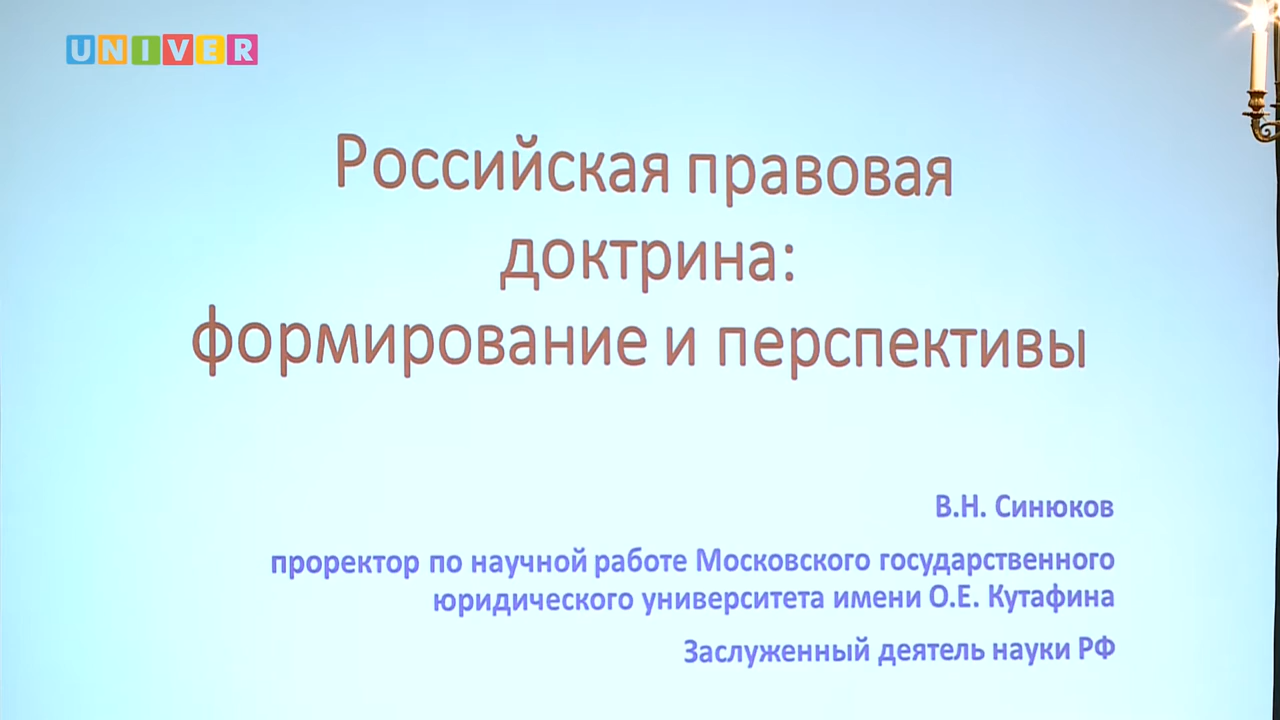 UNIVER
Российская правовая
доктрина:
формирование и перспективы
В.Н. Синюков
проректор по научной работе Московского государственного
юридического университета имени О.Е. Кутафина
Заслуженный деятель науки РФ